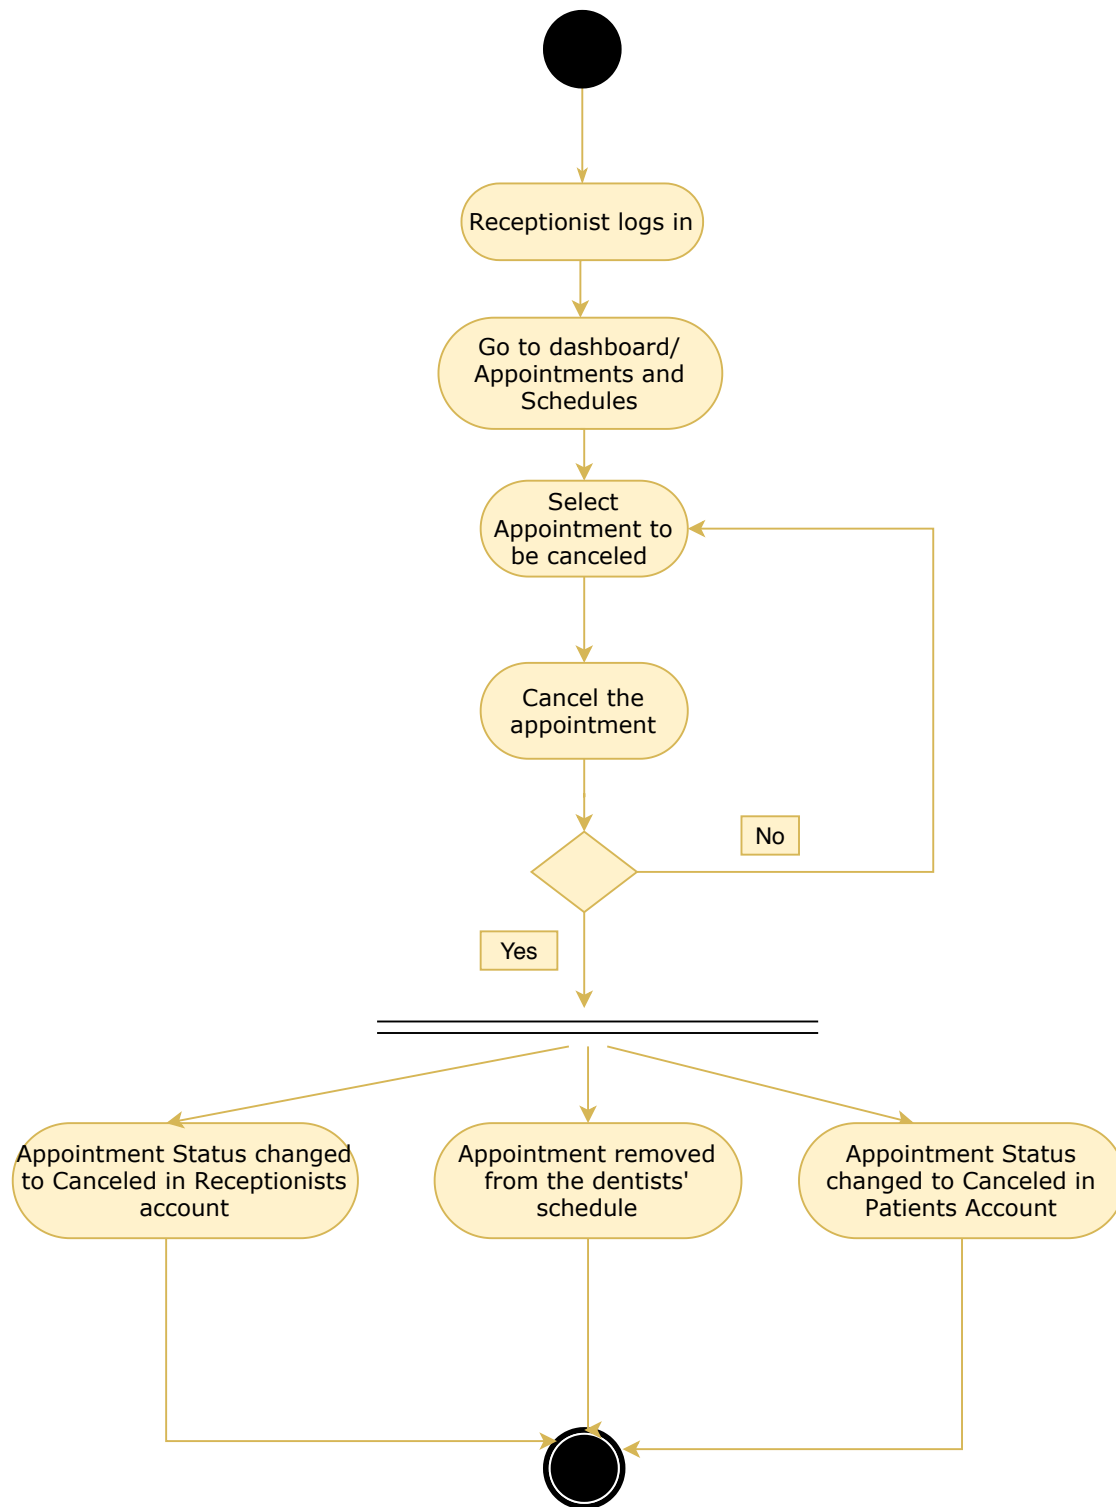 Receptionist logs in
Go to dashboard/
Appointments and
Schedules
Select
Appointment to
be canceled
Cancel the
appointment
No
Yes
Appointment Status changed
to Canceled in Receptionists
account
Appointment removed
from the dentists'
schedule
Appointment Status
changed to Canceled in
Patients Account